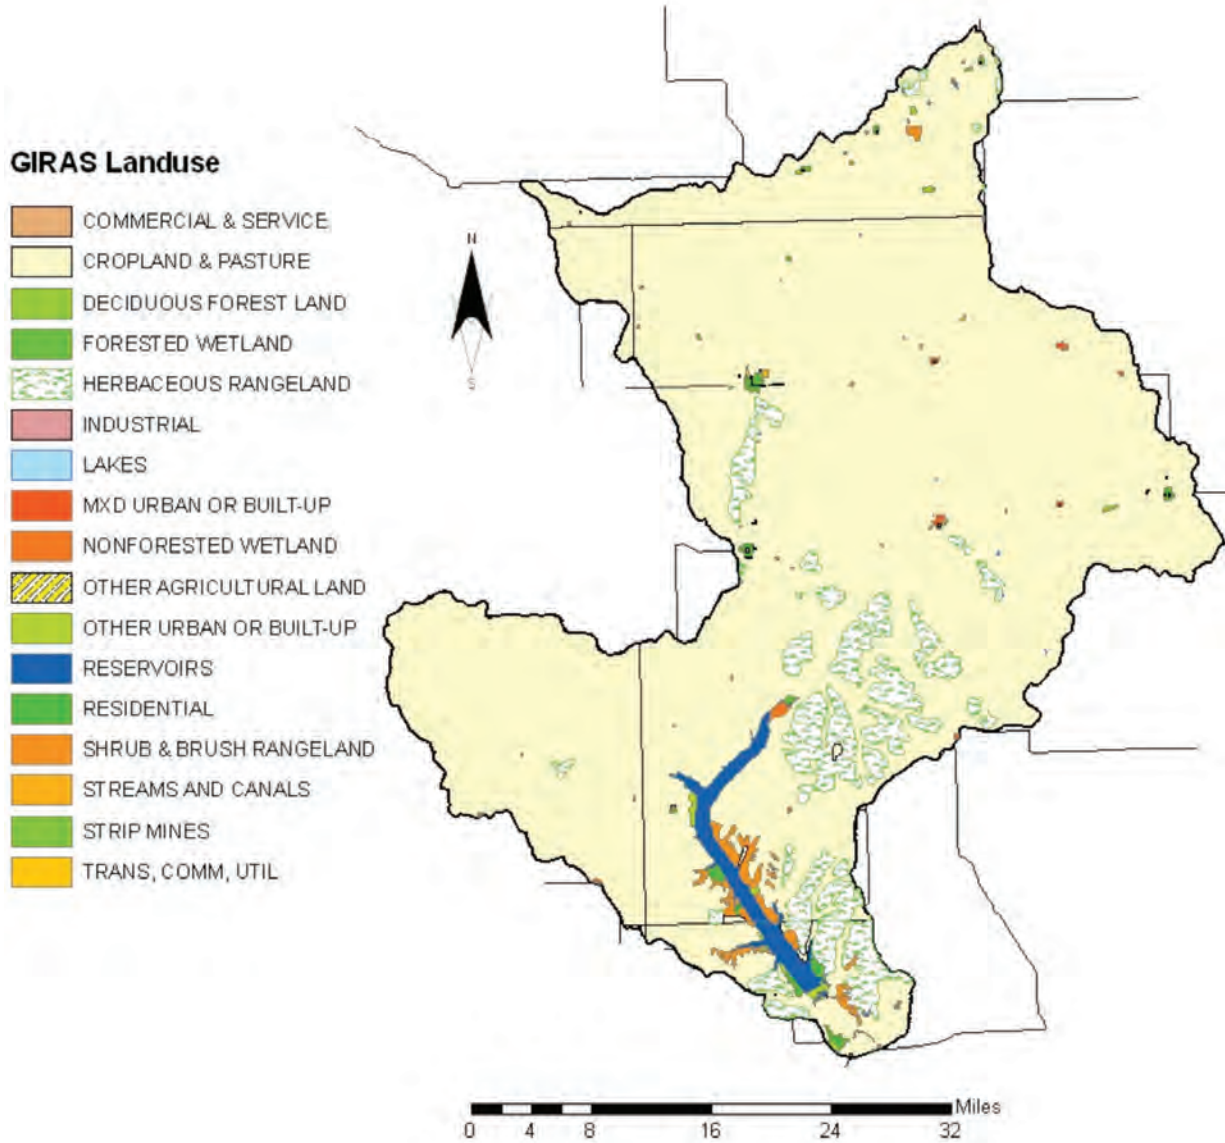 GIRAS Landuse
COMMERCIAL & SERVICE
CROPLAND & PASTURE
DECIDUOUS FOREST LAND
FORESTED WETLAND
HERBACEOUS RANGELAND
INDUSTRIAL
LAKES
MXD URBAN OR BUILT-UP
NONFORESTED WETLAND
OTHER AGRICULTURAL LAND
OTHER URBAN OR BUILT-UP
RESERVOIRS
RESIDENTIAL
SHRUB & BRUSH RANGELAND
STREAMS AND CANALS
STRIP MINES
TRANS, COMM, UTIL
N
S
Miles
0 4 8 16 24 32